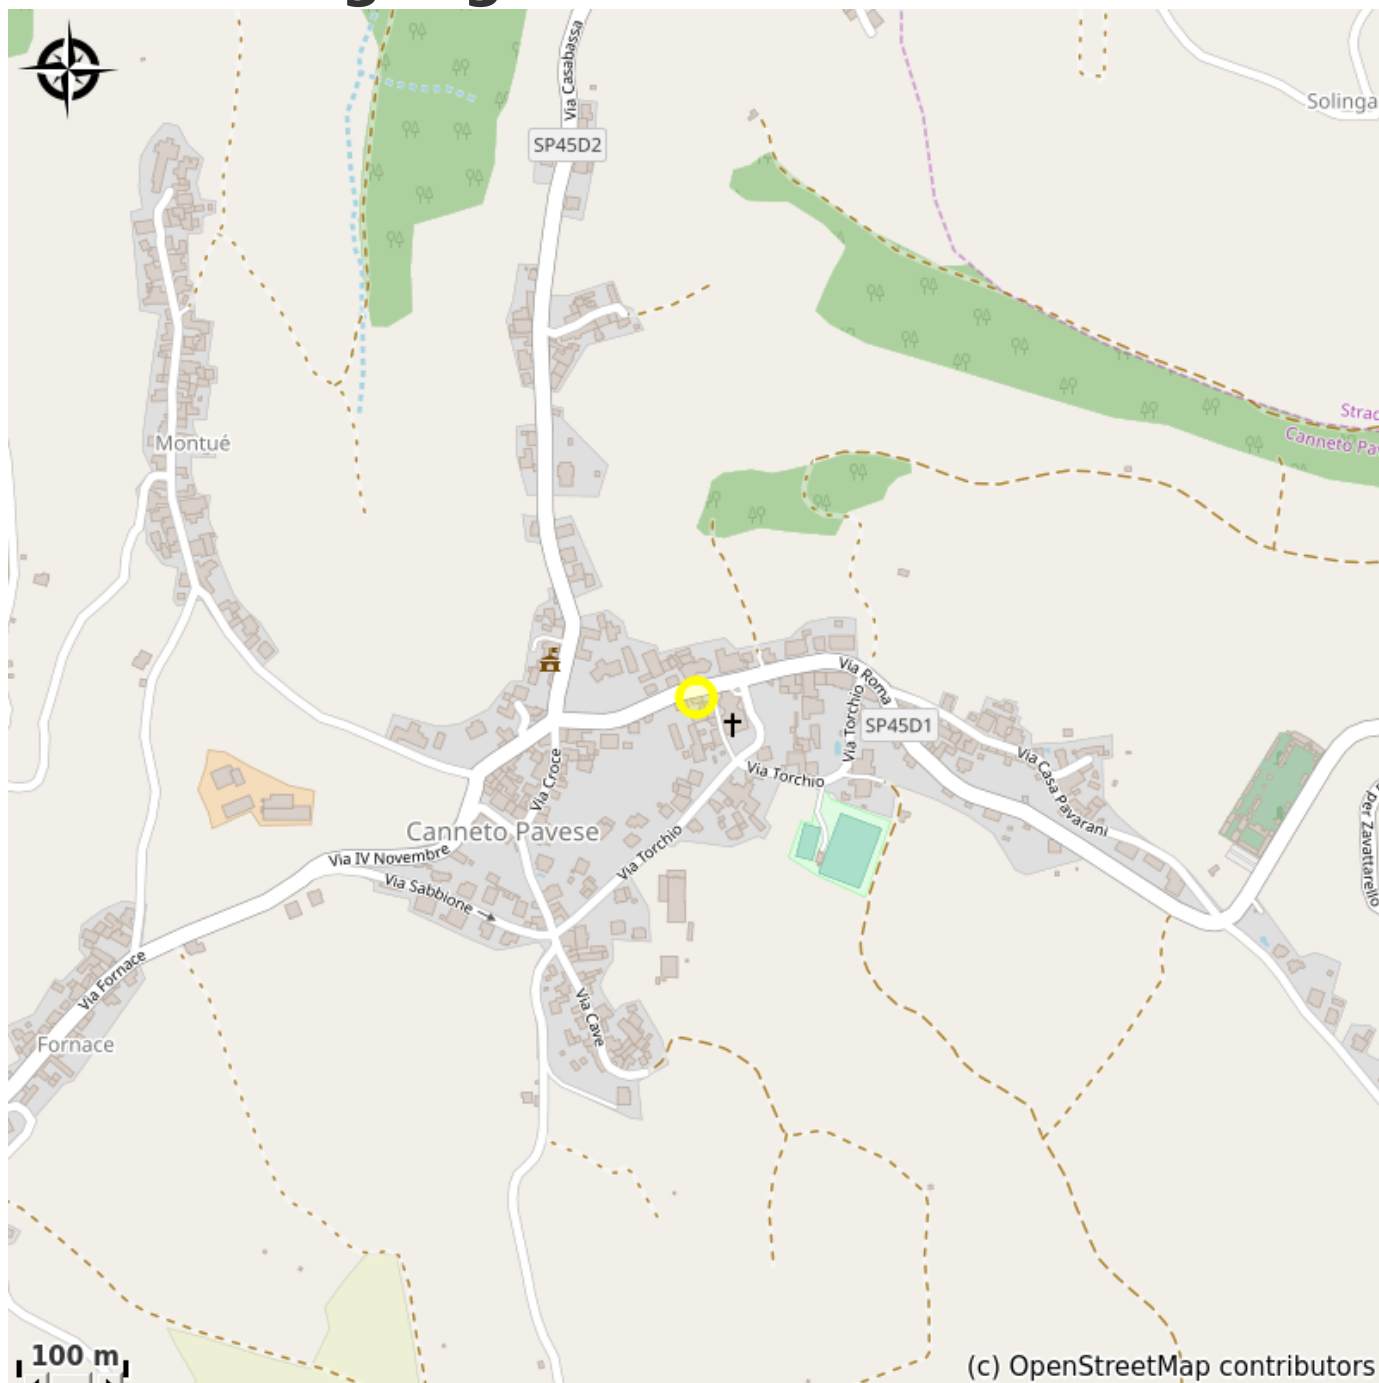 Via Casabassa
Solinga
SP45D2
Strad
Canneto Pav
Montué
Via Roma
Via Torchio
SP45D1
Via Torchio
Via Casa Pavarani
Via Croce
per Zavattarello
Canneto Pavese
Via IV Novembre
Via Torchio
Via Sabbione
Via Fornace
Via Cave
Fornace
100 m
(c) OpenStreetMap contributors